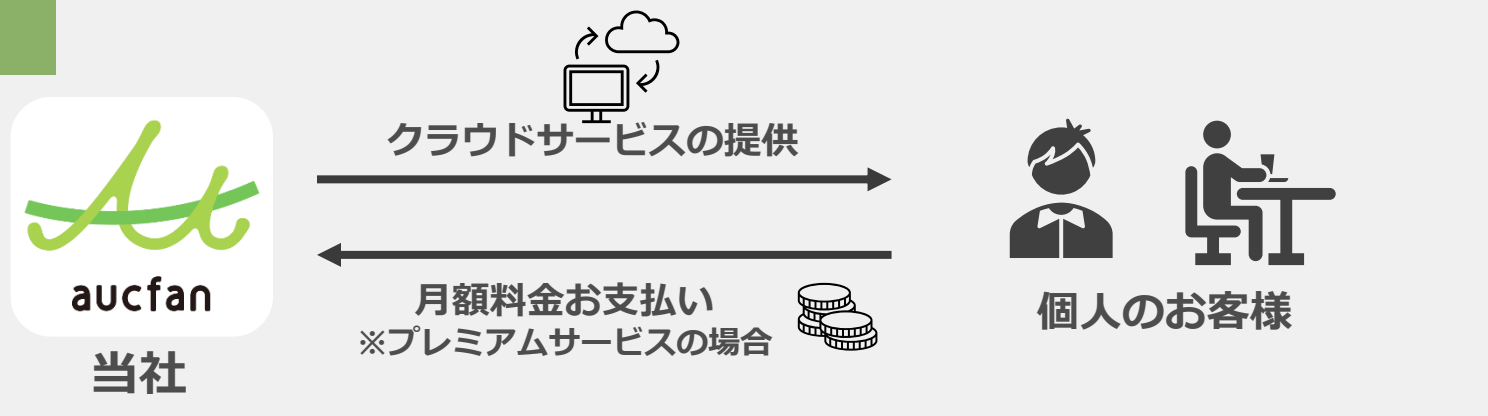 クラウドサービスの提供
aucfan
当社
月額料金お支払い
※プレミアムサービスの場合
個人のお客様